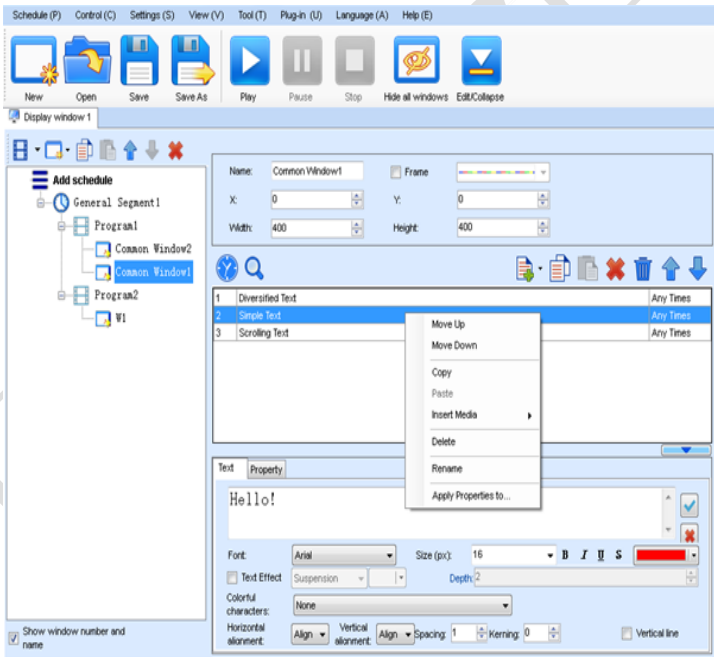 Schedule (P) Control (C) Settings (S) View (V) Tool (T) Plug-in (U) Language (A) Help (E)
New Open Save Save As Play Pause Stop Hide all windows Edit/Collapse
Display window 1
Add schedule
General Segment1
Program1
Common Window2
Common Window1
Program2
W1
Show window number and
name
Name: Common Window1 Frame
X: 0 Y: 0
Width: 400 Height: 400
1 Diversified Text Any Times
2 Simple Text Any Times
3 Scrolling Text Any Times
Move Up
Move Down
Copy
Paste
Insert Media
Delete
Rename
Apply Properties to...
Text Property
Hello!
Font: Arial Size (px): 16 B I U S
Text Effect Suspension Depth: 2
Colorful
characters: None
Horizontal
alignment: Align Vertical
alignment: Align Spacing: 1 Kerning: 0 Vertical line